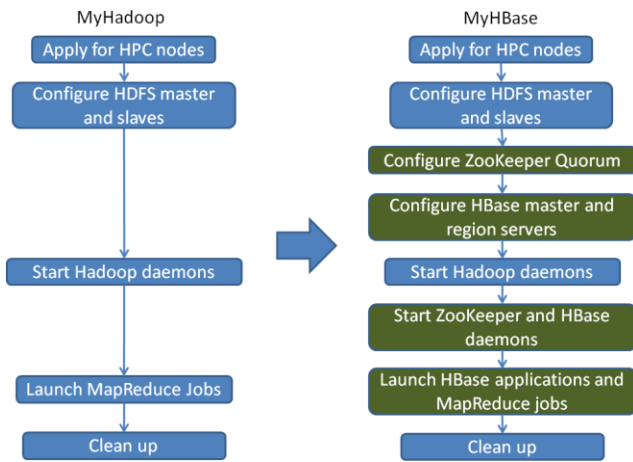 MyHadoop
Apply for HPC nodes
Configure HDFS master
and slaves
Start Hadoop daemons
Launch MapReduce Jobs
Clean up
MyHBase
Apply for HPC nodes
Configure HDFS master
and slaves
Configure ZooKeeper Quorum
Configure HBase master and
region servers
Start Hadoop daemons
Start ZooKeeper and HBase
daemons
Launch HBase applications and
MapReduce jobs
Clean up